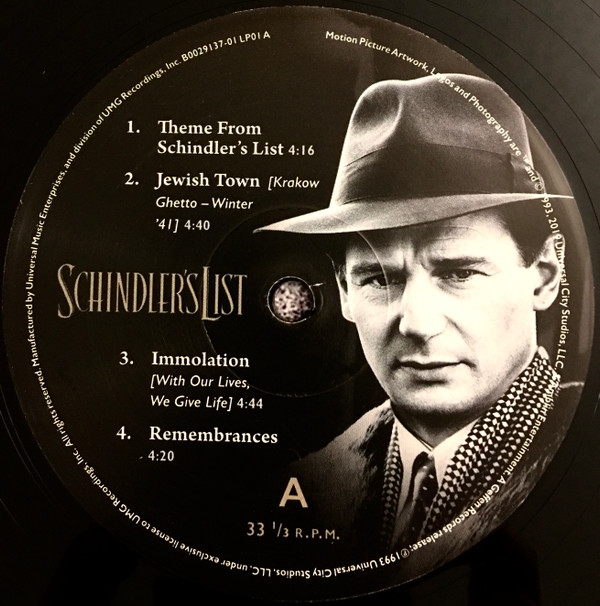 Motion Picture Artwork, Logos and Photography are ™ and © 1993, 2019 Universal City Studios, LLC.
Entertainment. A Geffen Records release; ℗ 1993 Universal City Studios, LLC, under exclusive license to UMG Recordings, Inc. All rights reserved. Manufactured by Universal Music Enterprises, and division of UMG Recordings, Inc. B0029137-01 LP01 A
1. Theme From
Schindler's List 4:16
2. Jewish Town [Krakow
Ghetto – Winter
'41] 4:40
SCHINDLER'S LIST
3. Immolation
[With Our Lives,
We Give Life] 4:44
4. Remembrances
- 4:20
A
33 1/3 R.P.M.